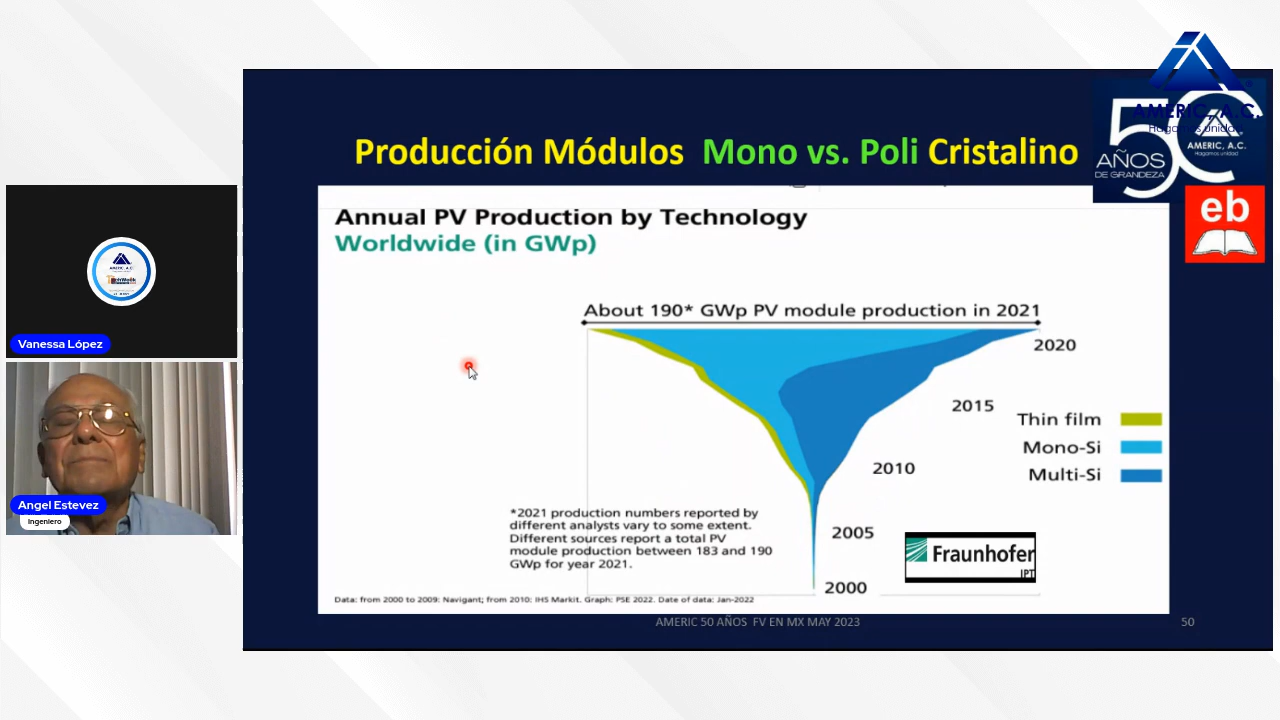 AMERIC, A.C.
Hagamos unidad
50
AÑOS
DE GRANDEZA
AMERIC, A.C.
Hagamos unidad
eb
Producción Módulos Mono vs. Poli Cristalino
Annual PV Production by Technology
Worldwide (in GWp)
About 190* GWp PV module production in 2021
2020
2015
2010
2005
2000
Thin film
Mono-Si
Multi-Si
*2021 production numbers reported by
different analysts vary to some extent.
Different sources report a total PV
module production between 183 and 190
GWp for year 2021.
Fraunhofer
IPT
Data: from 2000 to 2009: Navigant; from 2010: IHS Markit. Graph: PSE 2022. Date of data: Jan-2022
AMERIC 50 AÑOS FV EN MX MAY 2023
50
Vanessa López
Angel Estevez
Ingeniero